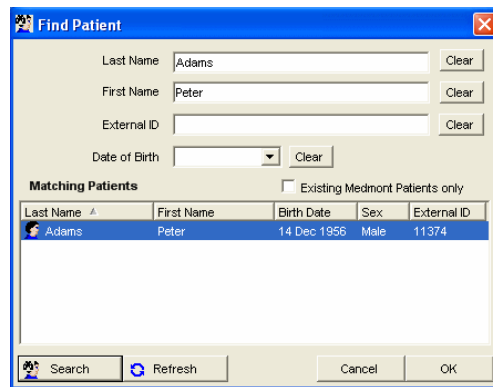 Find Patient
Last Name Adams Clear
First Name Peter Clear
External ID Clear
Date of Birth Clear
Matching Patients Existing Medmont Patients only
Last Name First Name Birth Date Sex External ID
Adams Peter 14 Dec 1956 Male 11374
Search Refresh Cancel OK